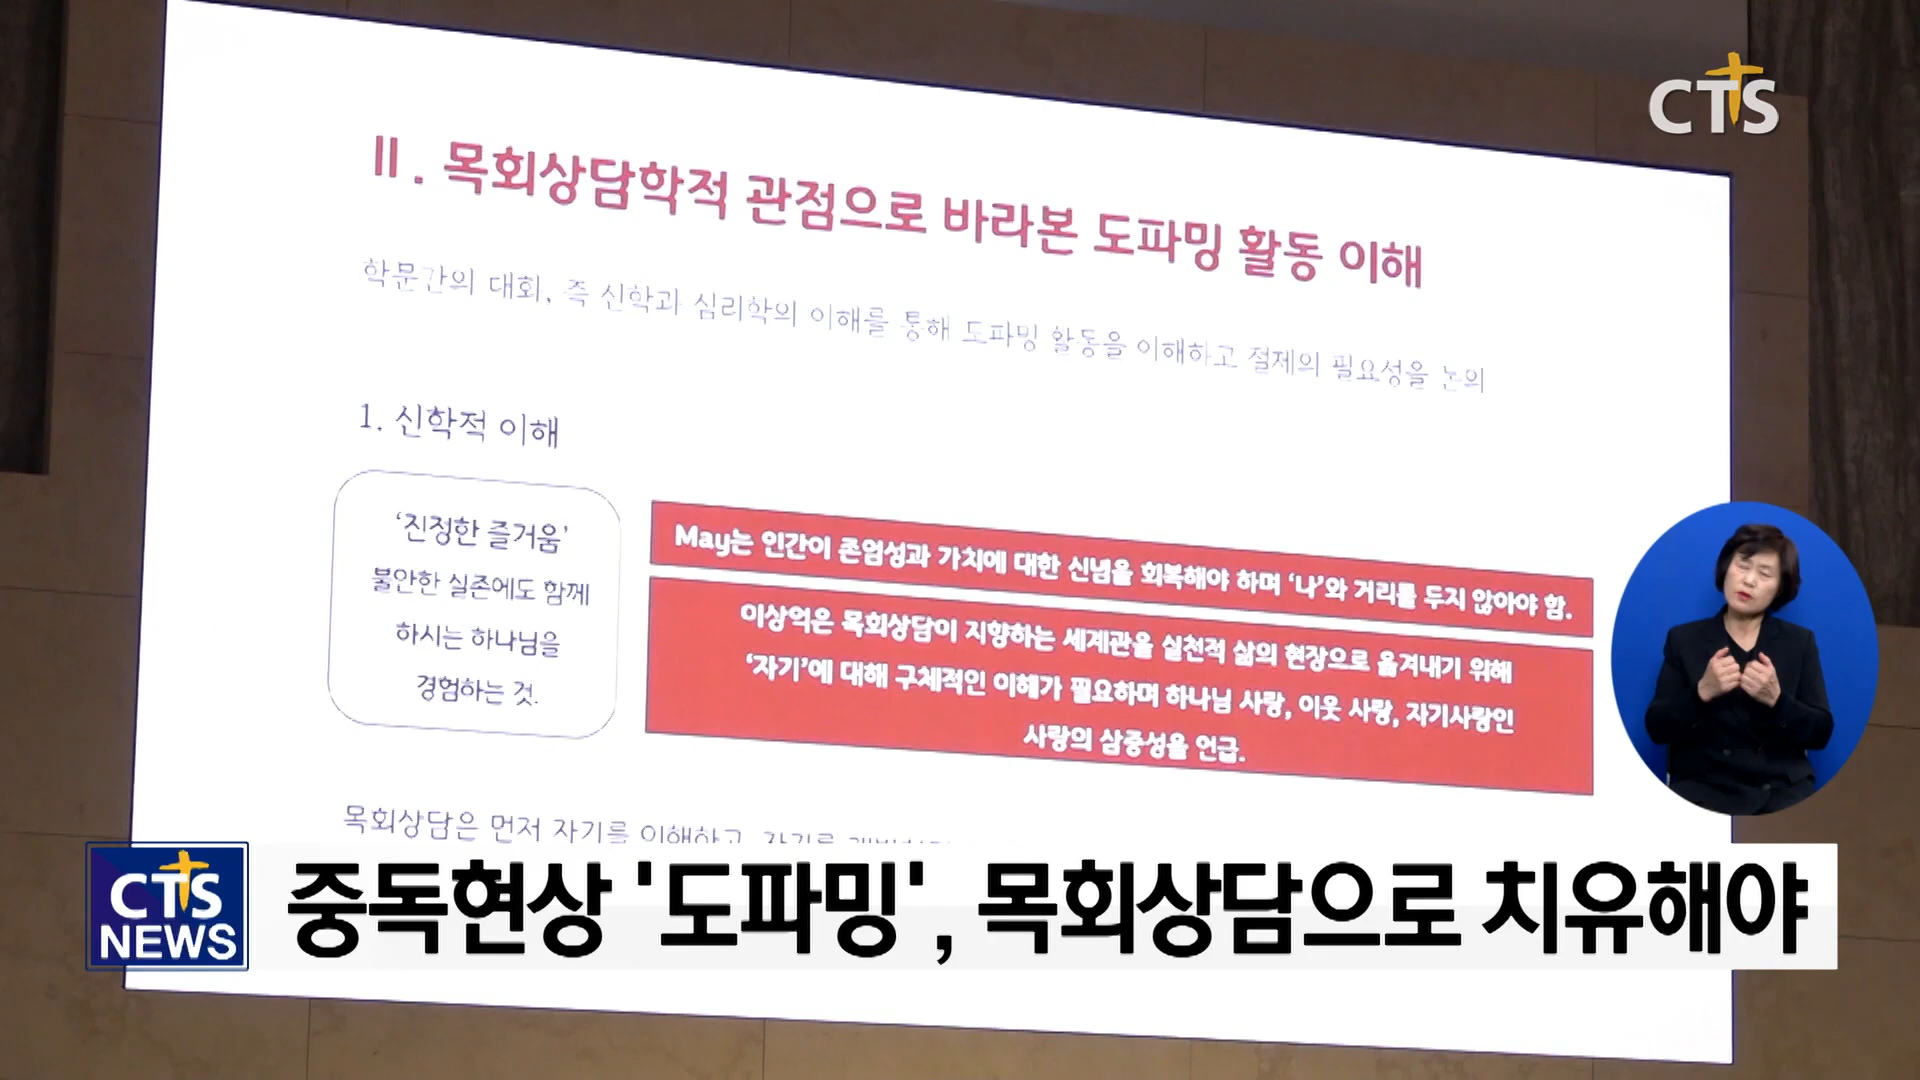 CTS
Ⅱ. 목회상담학적 관점으로 바라본 도파밍 활동 이해
학문간의 대회, 즉 신학과 심리학의 이해를 통해 도파밍 활동을 이해하고 절제의 필요성을 논의
1. 신학적 이해
‘진정한 즐거움’
불안한 실존에도 함께
하시는 하나님을
경험하는 것.
May는 인간이 존엄성과 가치에 대한 신념을 회복해야 하며 ‘나’와 거리를 두지 않아야 함.
이상억은 목회상담이 지향하는 세계관을 실천적 삶의 현장으로 옮겨내기 위해
‘자기’에 대해 구체적인 이해가 필요하며 하나님 사랑, 이웃 사랑, 자기사랑인
사랑의 삼중성을 언급.
목회상담은 먼저 자기를 이해하고, 자기를
CTS
NEWS
중독현상 '도파밍', 목회상담으로 치유해야